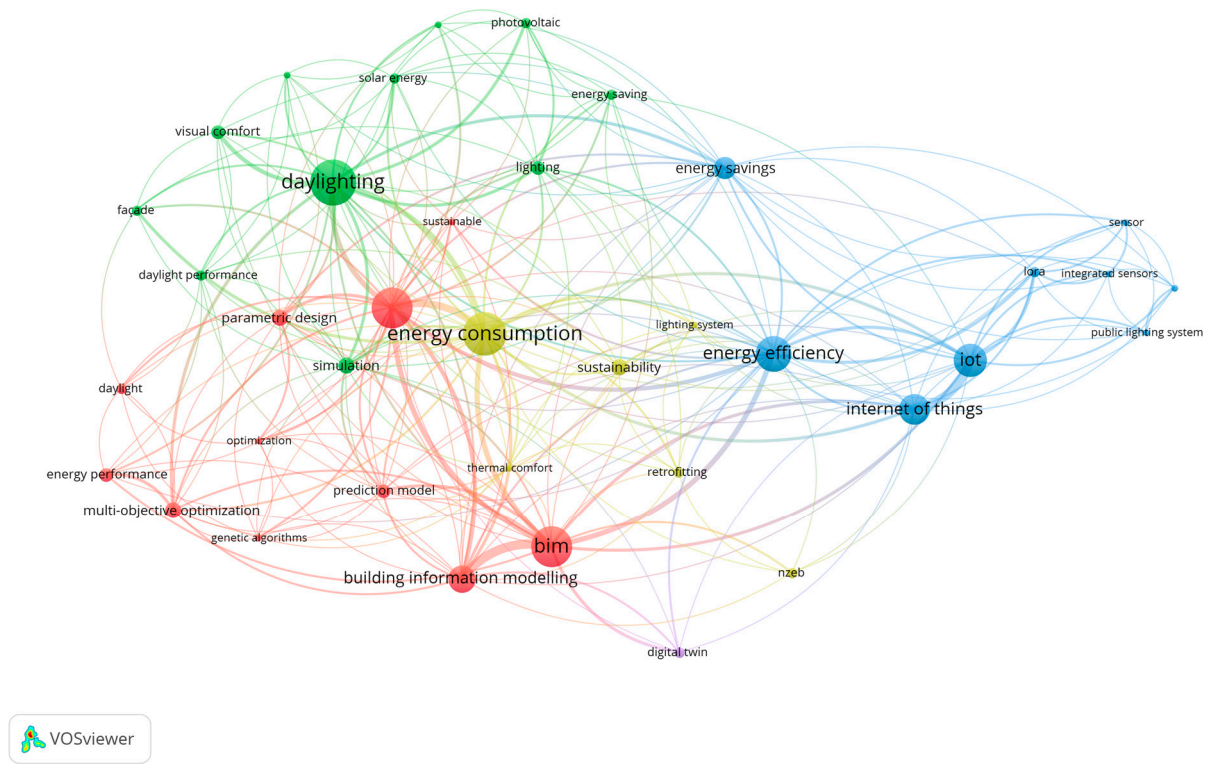 photovoltaic
solar energy
energy saving
visual comfort
lighting
energy savings
daylighting
façade
sustainable
sensor
daylight performance
lora
integrated sensors
parametric design
lighting system
public lighting system
energy consumption
energy efficiency
iot
simulation
sustainability
daylight
internet of things
optimization
energy performance
thermal comfort
retrofitting
prediction model
multi-objective optimization
genetic algorithms
bim
building information modelling
nzeb
digital twin
VOSviewer